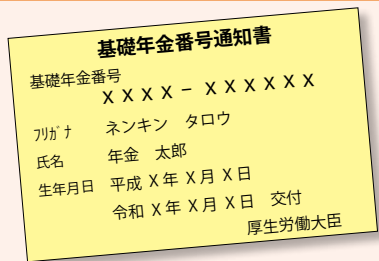 基礎年金番号通知書
基礎年金番号
XXXX－XXXXXX
ﾌﾘｶﾞﾅ ネンキン タロウ
氏名 年金 太郎
生年月日 平成X年X月X日
令和X年X月X日 交付
厚生労働大臣